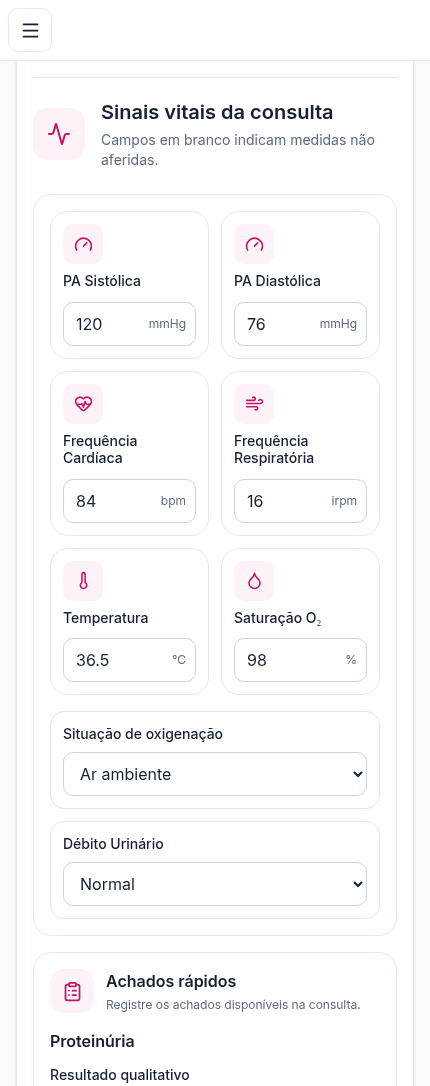 Sinais vitais da consulta
Campos em branco indicam medidas não
aferidas.
PA Sistólica
120 mmHg
PA Diastólica
76 mmHg
Frequência
Cardíaca
84 bpm
Frequência
Respiratória
16 irpm
Temperatura
36.5 °C
Saturação O₂
98 %
Situação de oxigenação
Ar ambiente
Débito Urinário
Normal
Achados rápidos
Registre os achados disponíveis na consulta.
Proteinúria
Resultado qualitativo